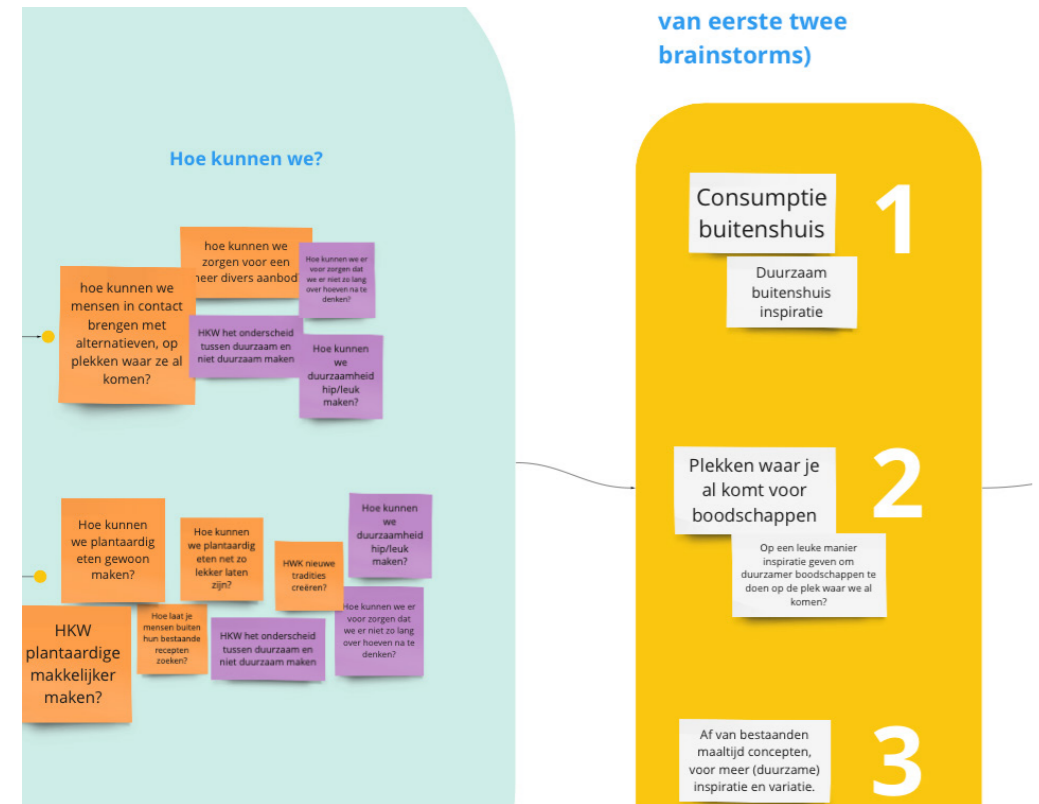 van eerste twee
brainstorms)
Hoe kunnen we?
hoe kunnen we
zorgen voor een
meer divers aanbod?
Hoe kunnen we er
voor zorgen dat
we er niet zo lang
over hoeven na te
denken?
hoe kunnen we
mensen in contact
brengen met
alternatieven, op
plekken waar ze al
komen?
HKW het onderscheid
tussen duurzaam en
niet duurzaam maken
Hoe kunnen
we
duurzaamheid
hip/leuk
maken?
Hoe kunnen
we plantaardig
eten gewoon
maken?
Hoe kunnen
we plantaardig
eten net zo
lekker laten
zijn?
HWK nieuwe
tradities
creëren?
Hoe kunnen
we
duurzaamheid
hip/leuk
maken?
HKW
plantaardige
makkelijker
maken?
Hoe laat je
mensen buiten
hun bestaande
recepten
zoeken?
HKW het onderscheid
tussen duurzaam en
niet duurzaam maken
Hoe kunnen we er
voor zorgen dat
we er niet zo lang
over hoeven na te
denken?
Consumptie
buitenshuis
1
Duurzaam
buitenshuis
inspiratie
Plekken waar je
al komt voor
boodschappen
2
Op een leuke manier
inspiratie geven om
duurzamer boodschappen te
doen op de plek waar we al
komen?
Af van bestaanden
maaltijd concepten,
voor meer (duurzame)
inspiratie en variatie.
3